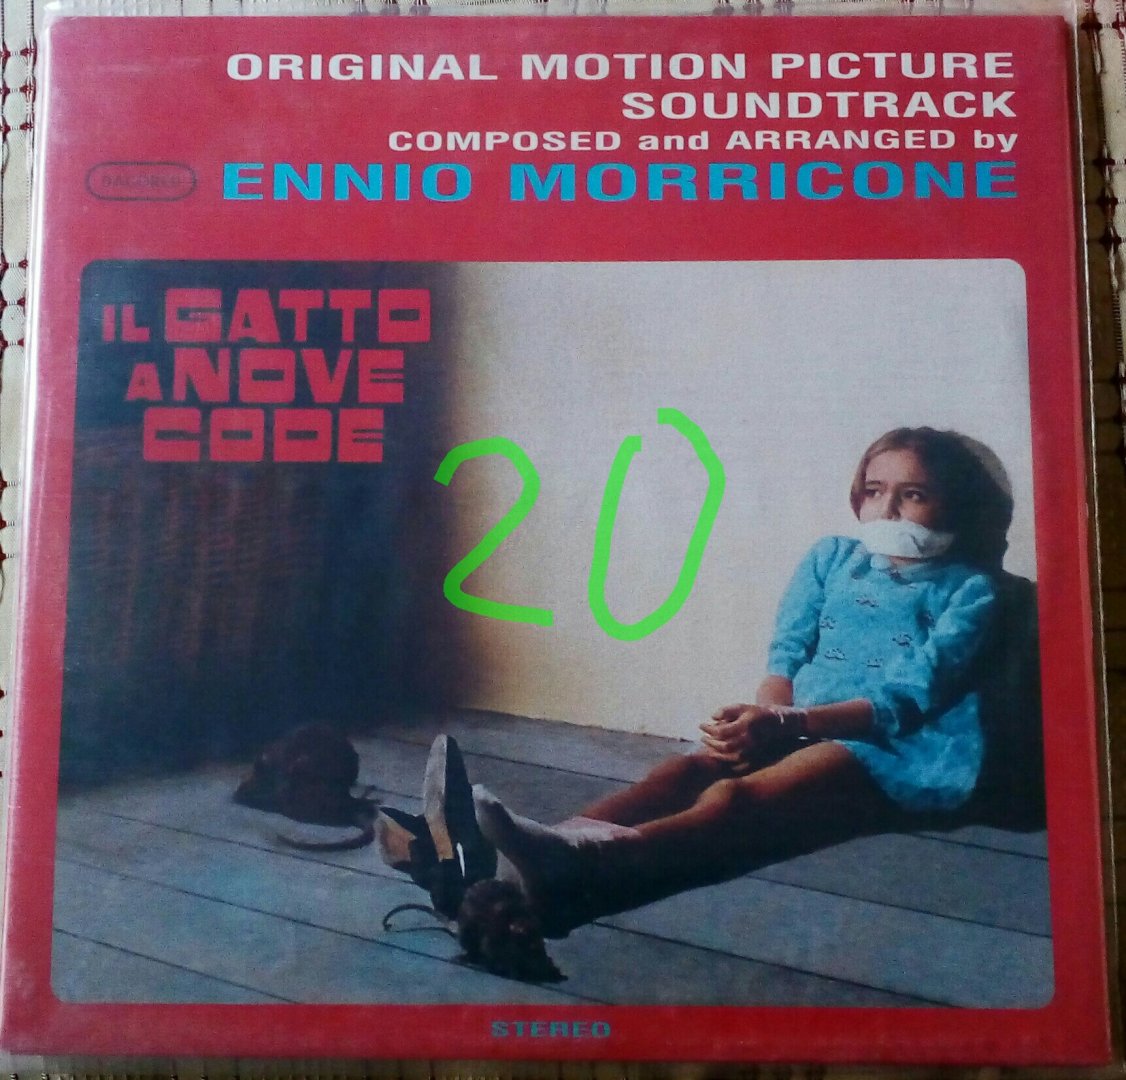 ORIGINAL MOTION PICTURE
SOUNDTRACK
COMPOSED and ARRANGED by
ENNIO MORRICONE
IL GATTO
A NOVE
CODE
20
STEREO